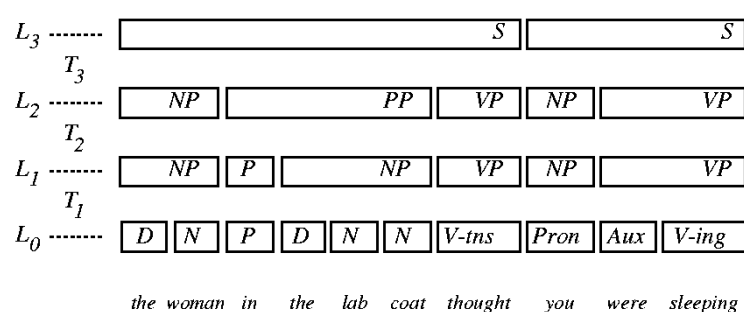 L3 -------- S S
T3
L2 -------- NP PP VP NP VP
T2
L1 -------- NP P NP VP NP VP
T1
L0 -------- D N P D N N V-tns Pron Aux V-ing
the woman in the lab coat thought you were sleeping